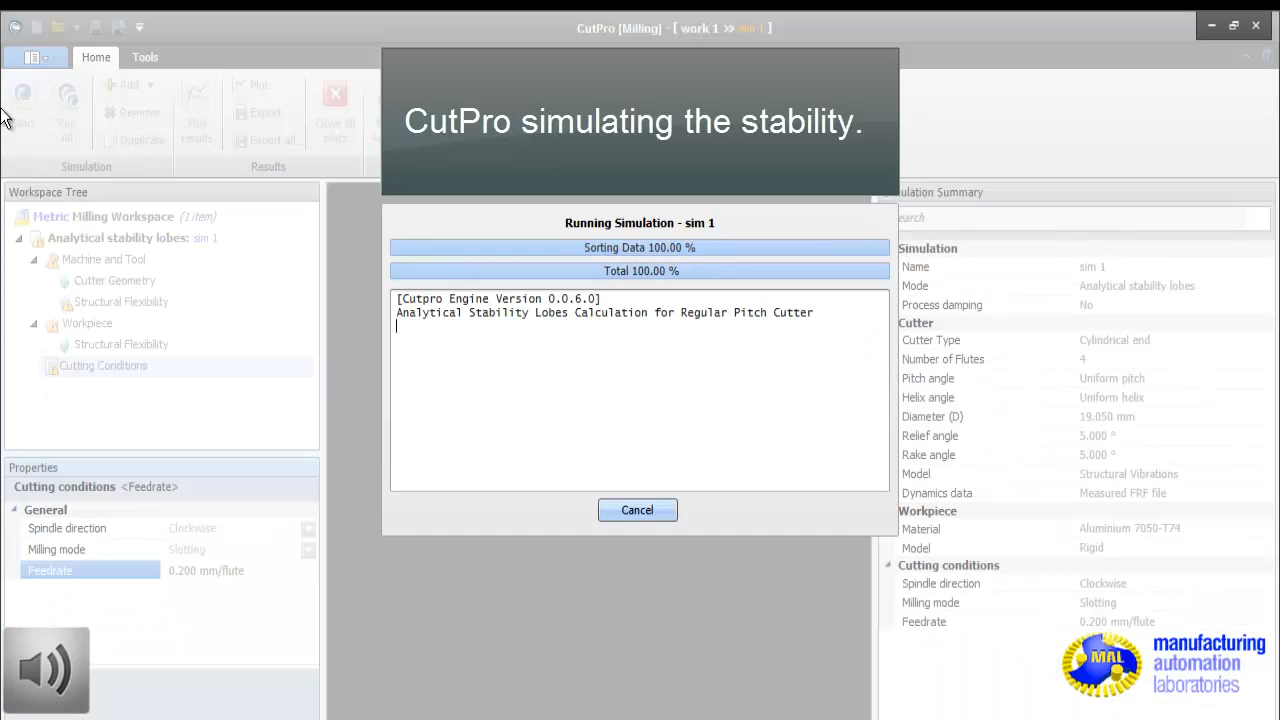 CutPro [Milling] - [ work 1 >> sim 1 ]
Home
Tools
Start
Run All
Add
Remove
Duplicate
Simulation
Plot results
Plot
Export
Export all
Results
Close all plots
CutPro simulating the stability.
Workspace Tree
Metric Milling Workspace (1 item)
Analytical stability lobes: sim 1
Machine and Tool
Cutter Geometry
Structural Flexibility
Workpiece
Structural Flexibility
Cutting Conditions
Properties
Cutting conditions <Feedrate>
General
Spindle direction Clockwise
Milling mode Slotting
Feedrate 0.200 mm/flute
Running Simulation - sim 1
Sorting Data 100.00 %
Total 100.00 %
[Cutpro Engine Version 0.0.6.0]
Analytical Stability Lobes Calculation for Regular Pitch Cutter
Cancel
ulation Summary
earch
Simulation
Name sim 1
Mode Analytical stability lobes
Process damping No
Cutter
Cutter Type Cylindrical end
Number of Flutes 4
Pitch angle Uniform pitch
Helix angle Uniform helix
Diameter (D) 19.050 mm
Relief angle 5.000 º
Rake angle 5.000 º
Model Structural Vibrations
Dynamics data Measured FRF file
Workpiece
Material Aluminium 7050-T74
Model Rigid
Cutting conditions
Spindle direction Clockwise
Milling mode Slotting
Feedrate 0.200 mm/flute
MAL
manufacturing
automation
laboratories